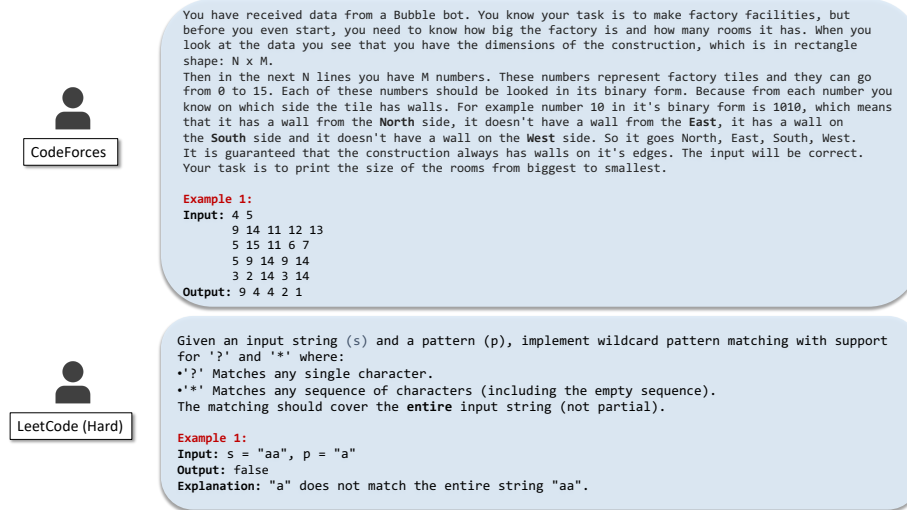 You have received data from a Bubble bot. You know your task is to make factory facilities, but
before you even start, you need to know how big the factory is and how many rooms it has. When you
look at the data you see that you have the dimensions of the construction, which is in rectangle
shape: N x M.
Then in the next N lines you have M numbers. These numbers represent factory tiles and they can go
from 0 to 15. Each of these numbers should be looked in its binary form. Because from each number you
know on which side the tile has walls. For example number 10 in it's binary form is 1010, which means
that it has a wall from the North side, it doesn't have a wall from the East, it has a wall on
the South side and it doesn't have a wall on the West side. So it goes North, East, South, West.
It is guaranteed that the construction always has walls on it's edges. The input will be correct.
Your task is to print the size of the rooms from biggest to smallest.
CodeForces
Example 1:
Input: 4 5
9 14 11 12 13
5 15 11 6 7
5 9 14 9 14
3 2 14 3 14
Output: 9 4 4 2 1
Given an input string (s) and a pattern (p), implement wildcard pattern matching with support
for '?' and '*' where:
•'?' Matches any single character.
•'*' Matches any sequence of characters (including the empty sequence).
The matching should cover the entire input string (not partial).
LeetCode (Hard)
Example 1:
Input: s = "aa", p = "a"
Output: false
Explanation: "a" does not match the entire string "aa".